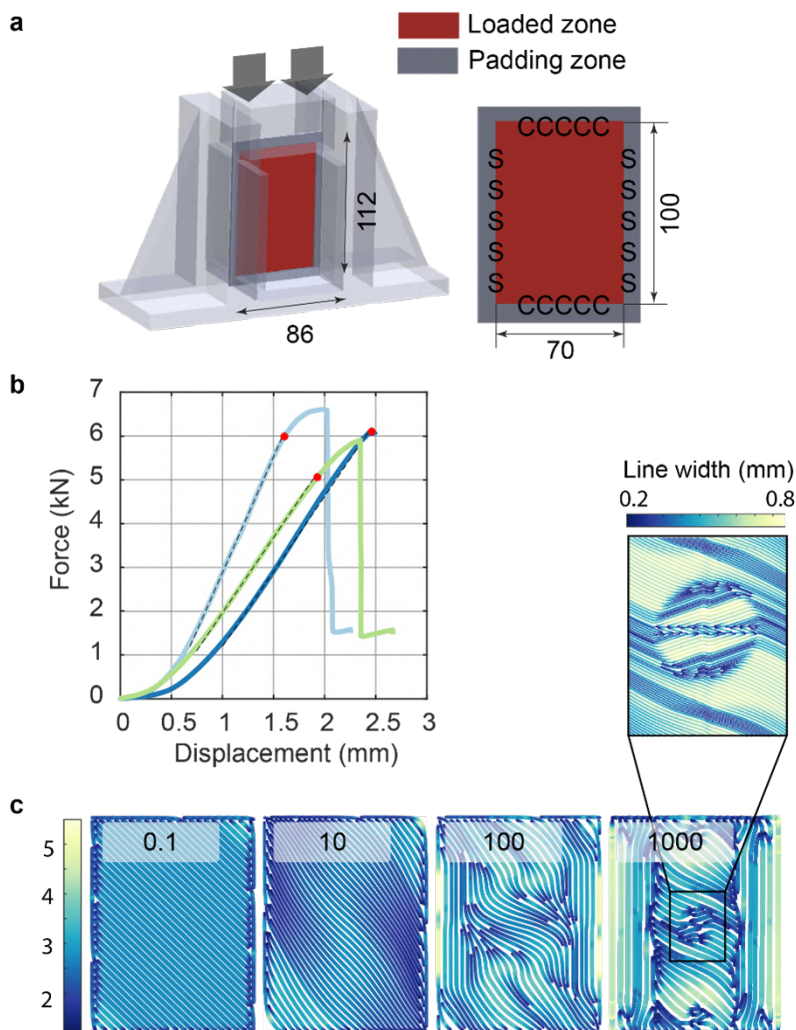 a
Loaded zone
Padding zone
112
86
CCCCC
S S
S S
S S
S S
S S
CCCCC
100
70
b
7
6
5
4
3
2
1
0
Force (kN)
0 0.5 1 1.5 2 2.5 3
Displacement (mm)
Line width (mm)
0.2 0.8
c
5
4
3
2
0.1 10 100 1000